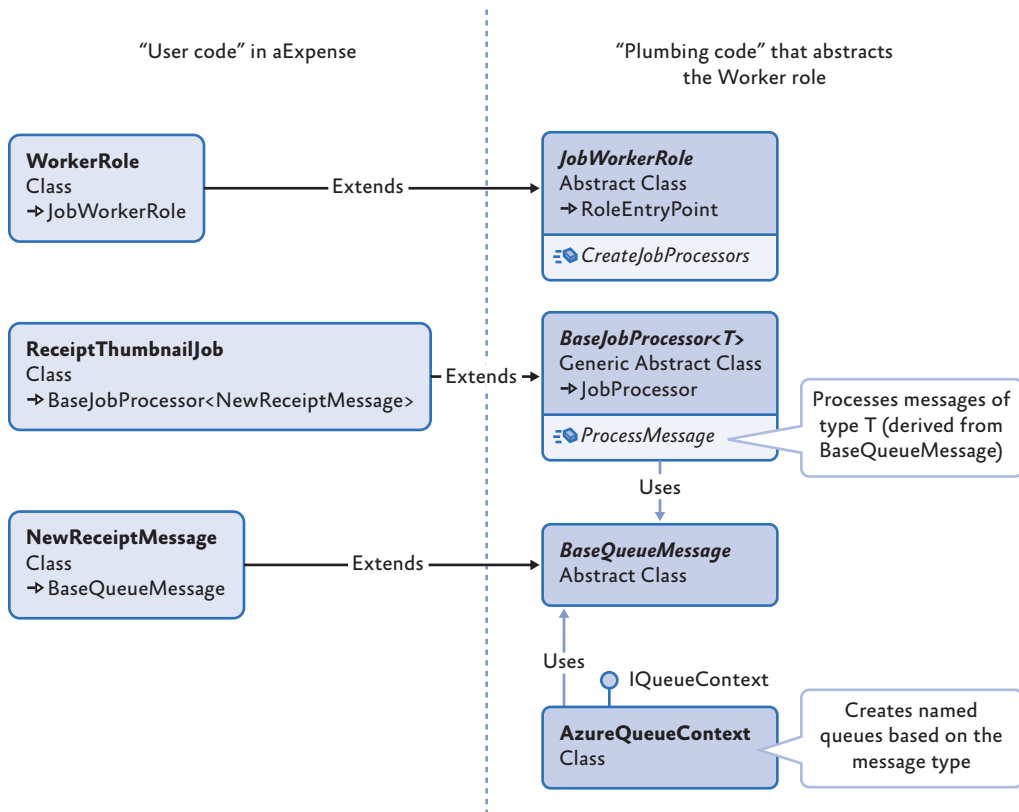 “User code” in aExpense
“Plumbing code” that abstracts
the Worker role
WorkerRole
Class
JobWorkerRole
Extends
JobWorkerRole
Abstract Class
RoleEntryPoint
CreateJobProcessors
ReceiptThumbnailJob
Class
BaseJobProcessor<NewReceiptMessage>
Extends
BaseJobProcessor<T>
Generic Abstract Class
JobProcessor
ProcessMessage
Processes messages of
type T (derived from
BaseQueueMessage)
Uses
NewReceiptMessage
Class
BaseQueueMessage
Extends
BaseQueueMessage
Abstract Class
Uses
IQueueContext
AzureQueueContext
Class
Creates named
queues based on the
message type